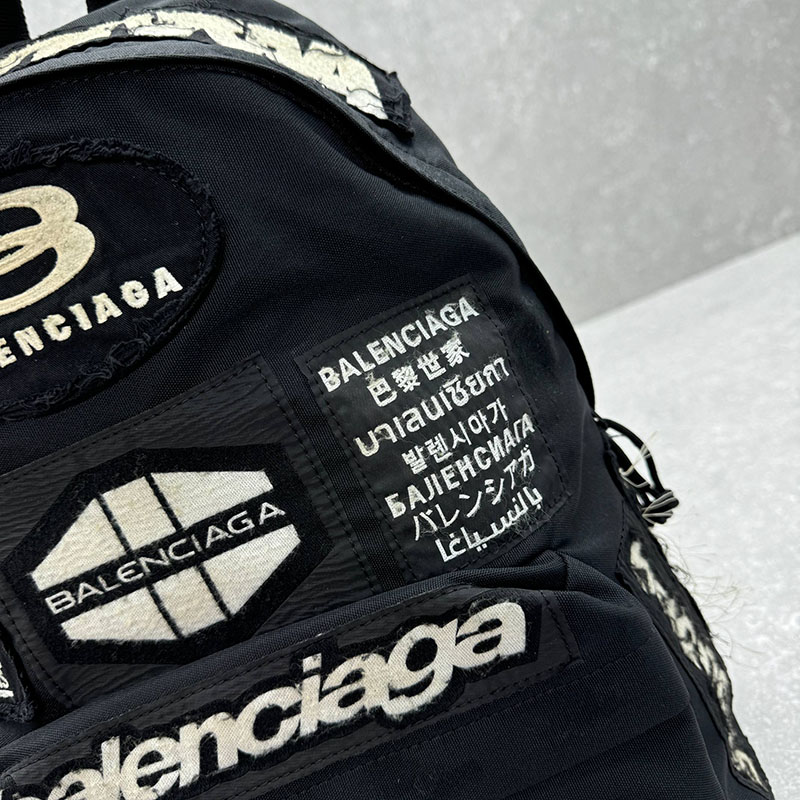 BALENCIAGA
BALENCIAGA
巴黎世家
บาเลนเซียกา
발렌시아가
БАЛЕНСИАГА
バレンシアガ
بالنسياغا
BALENCIAGA
balenciaga